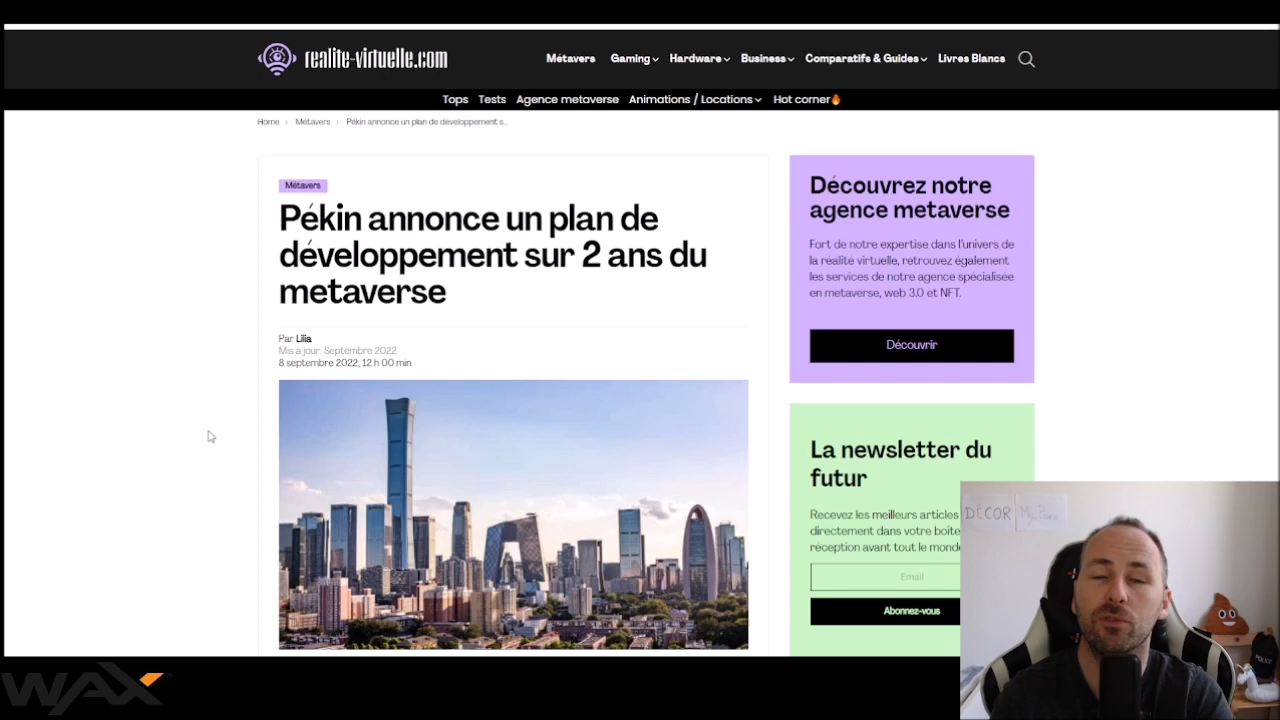 realite-virtuelle.com
Métavers Gaming Hardware Business Comparatifs & Guides Livres Blancs
Tops Tests Agence metaverse Animations / Locations Hot corner🔥
Home > Métavers > Pékin annonce un plan de développement s...
Métavers
Pékin annonce un plan de
développement sur 2 ans du
metaverse
Par Lilia
Mis a jour: Septembre 2022
8 septembre 2022, 12 h 00 min
Découvrez notre
agence metaverse
Fort de notre expertise dans l'univers de
la réalité virtuelle, retrouvez également
les services de notre agence spécialisée
en metaverse, web 3.0 et NFT.
Découvrir
La newsletter du
futur
Recevez les meilleurs articles
directement dans votre boîte
réception avant tout le monde
Email
Abonnez-vous
DÉCOR
POLICE
WAX